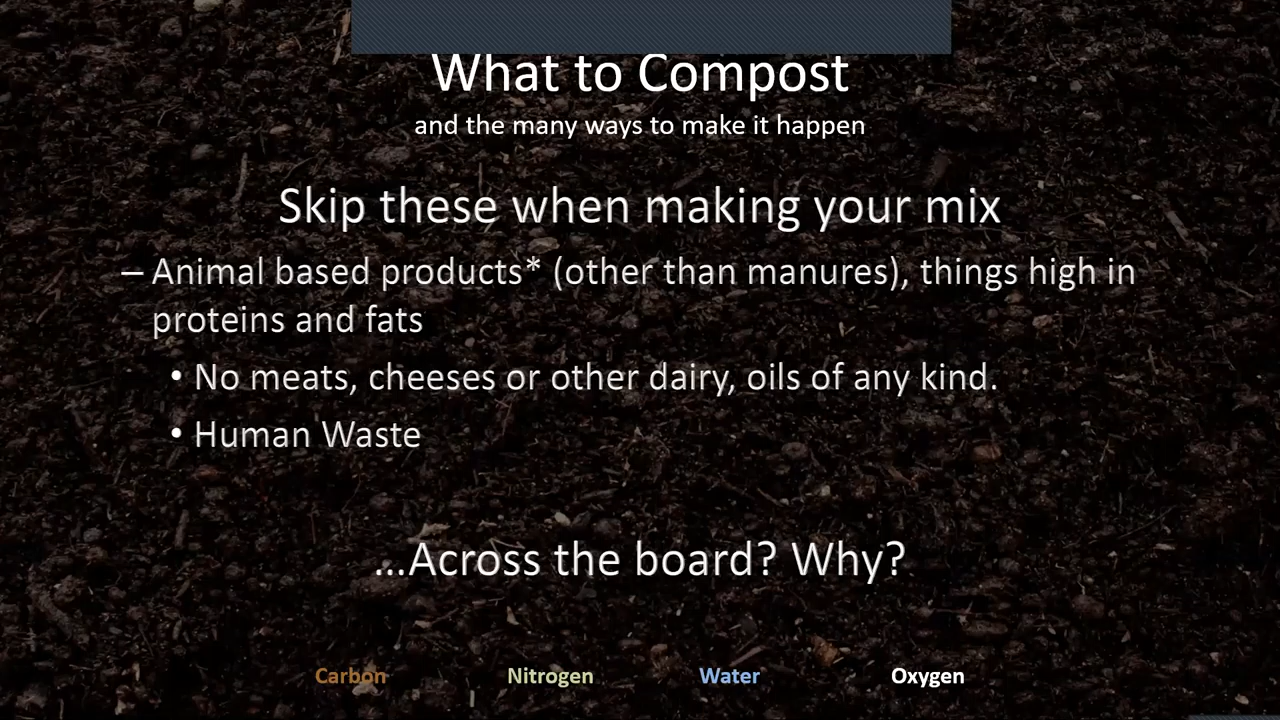 What to Compost
and the many ways to make it happen
Skip these when making your mix
– Animal based products* (other than manures), things high in
proteins and fats
• No meats, cheeses or other dairy, oils of any kind.
• Human Waste
...Across the board? Why?
Carbon Nitrogen Water Oxygen